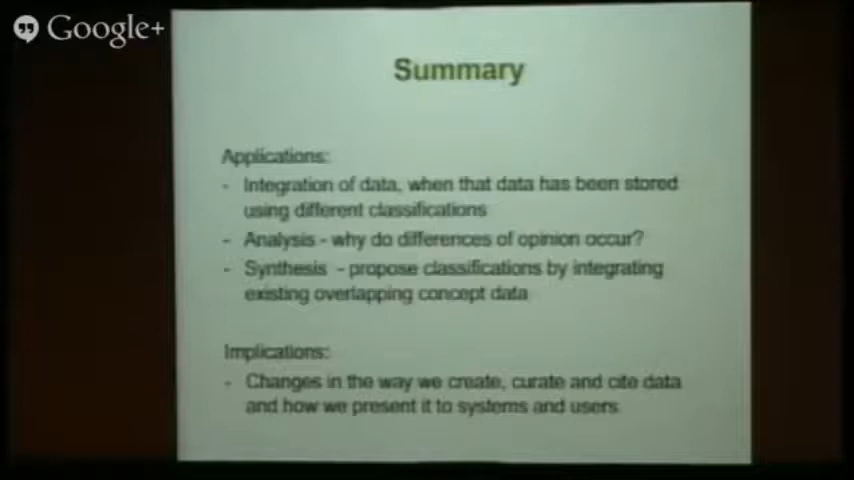 Google+
Summary
Applications:
- Integration of data, when that data has been stored
using different classifications
- Analysis - why do differences of opinion occur?
- Synthesis - propose classifications by integrating
existing overlapping concept data
Implications:
- Changes in the way we create, curate and cite data
and how we present it to systems and users